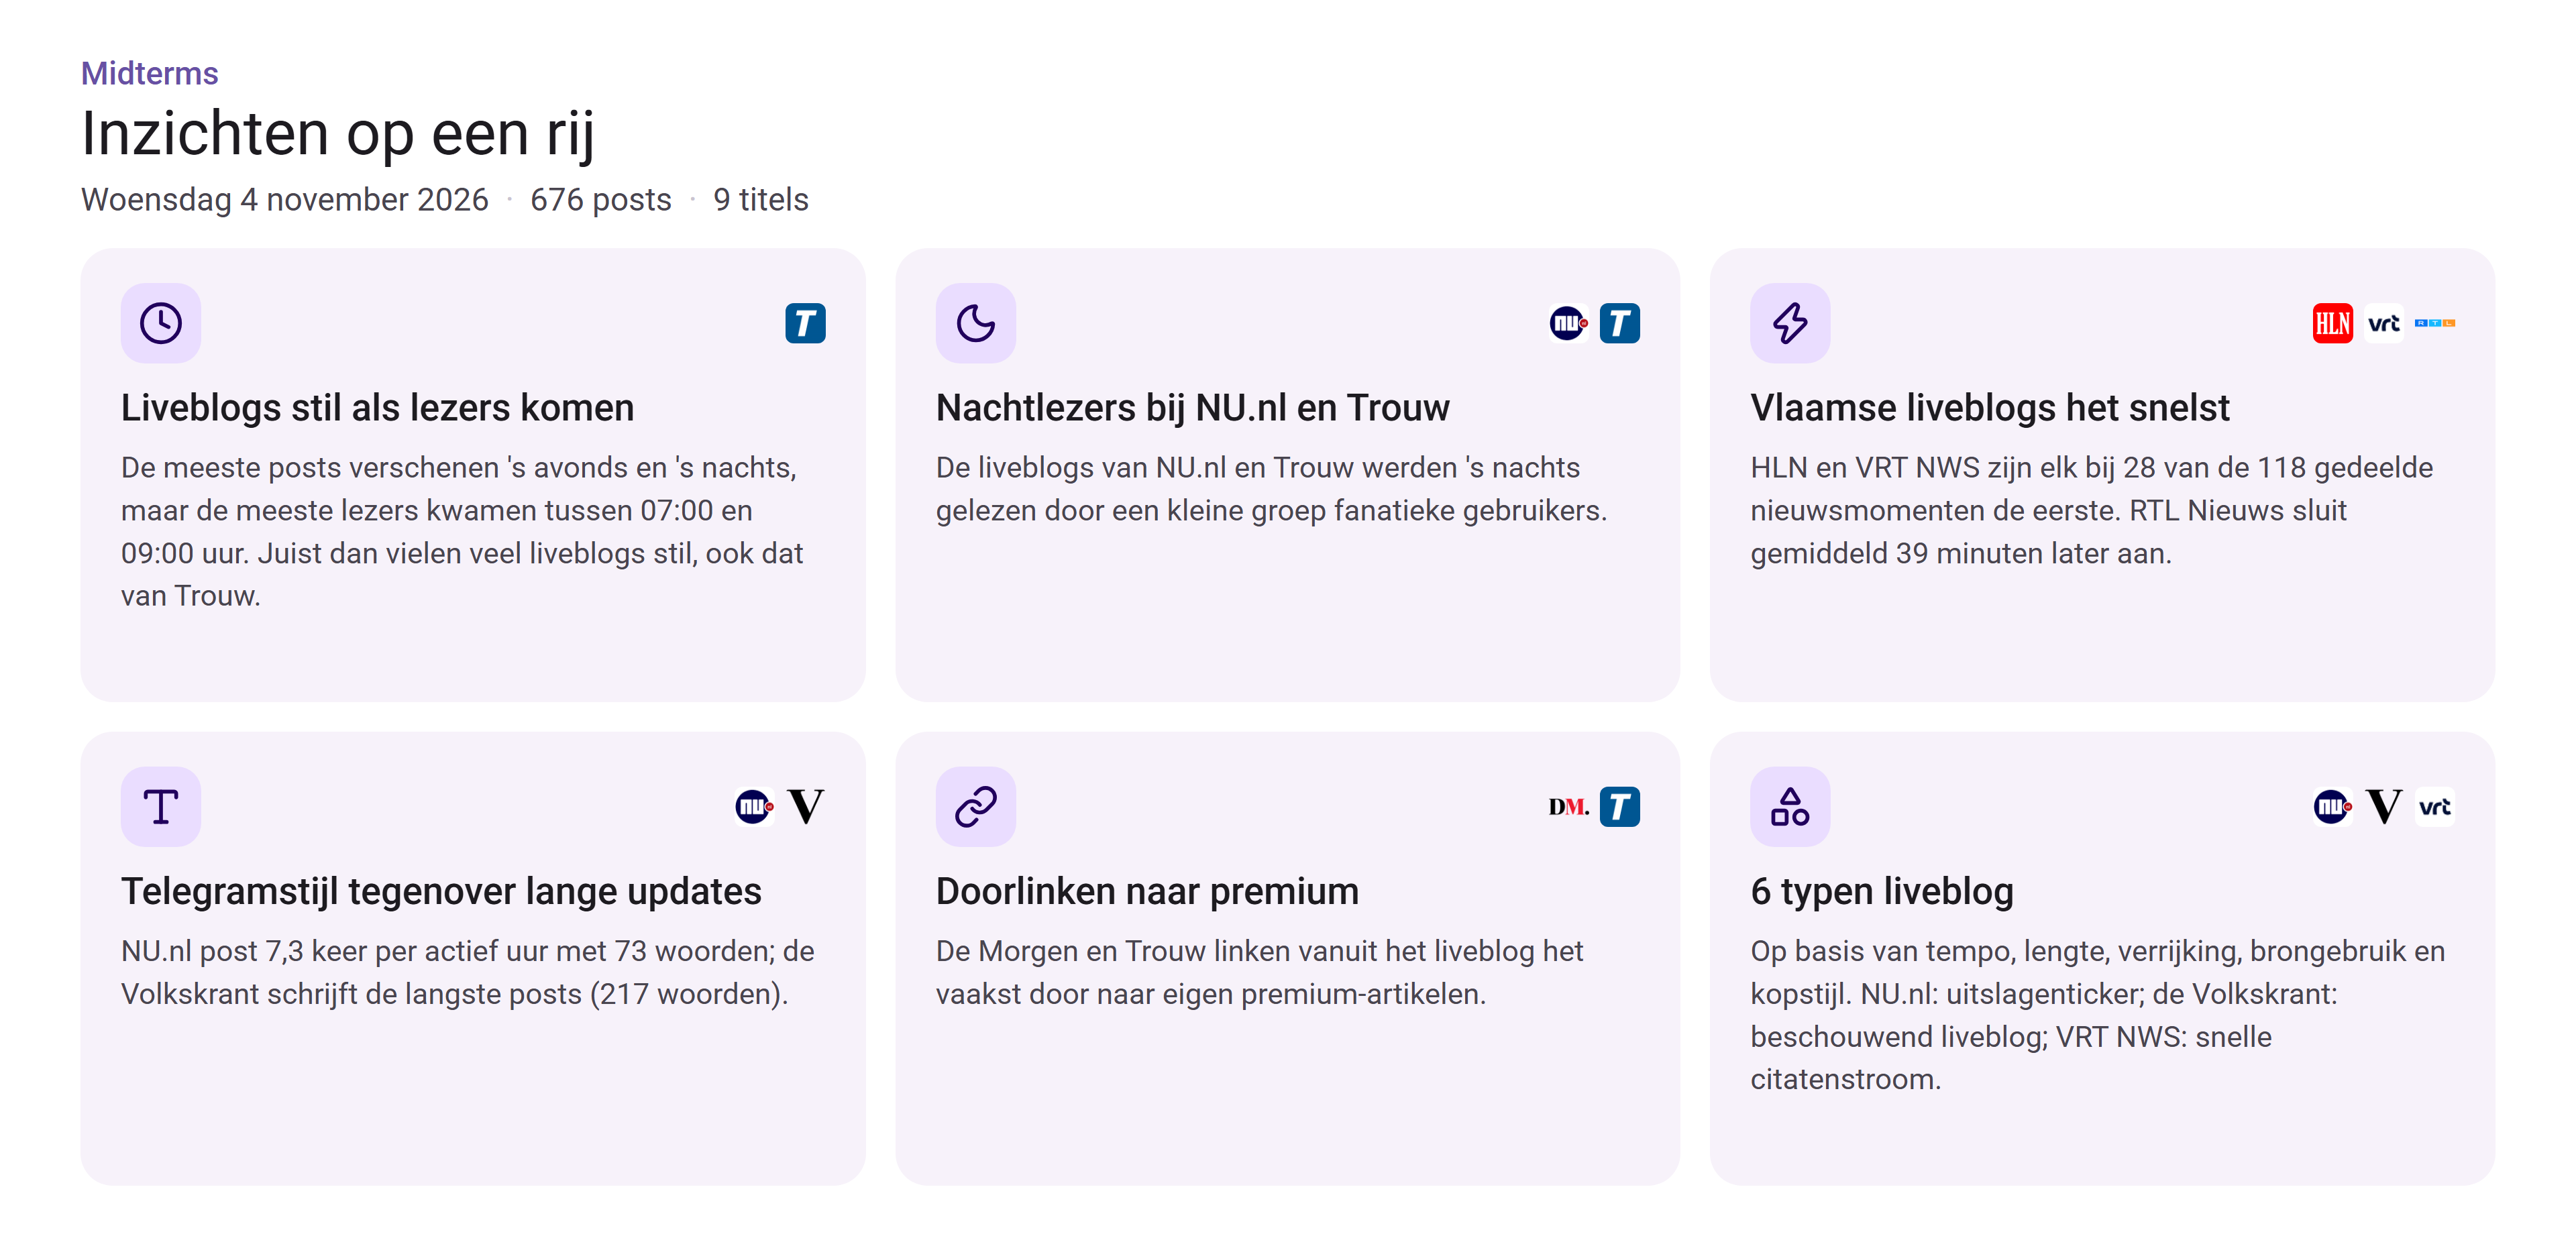 Midterms
Inzichten op een rij
Woensdag 4 november 2026 · 676 posts · 9 titels
T
Liveblogs stil als lezers komen
De meeste posts verschenen 's avonds en 's nachts,
maar de meeste lezers kwamen tussen 07:00 en
09:00 uur. Juist dan vielen veel liveblogs stil, ook dat
van Trouw.
nu T
Nachtlezers bij NU.nl en Trouw
De liveblogs van NU.nl en Trouw werden 's nachts
gelezen door een kleine groep fanatieke gebruikers.
HLN vrt RTL
Vlaamse liveblogs het snelst
HLN en VRT NWS zijn elk bij 28 van de 118 gedeelde
nieuwsmomenten de eerste. RTL Nieuws sluit
gemiddeld 39 minuten later aan.
nu V
Telegramstijl tegenover lange updates
NU.nl post 7,3 keer per actief uur met 73 woorden; de
Volkskrant schrijft de langste posts (217 woorden).
DM. T
Doorlinken naar premium
De Morgen en Trouw linken vanuit het liveblog het
vaakst door naar eigen premium-artikelen.
nu V vrt
6 typen liveblog
Op basis van tempo, lengte, verrijking, brongebruik en
kopstijl. NU.nl: uitslagenticker; de Volkskrant:
beschouwend liveblog; VRT NWS: snelle
citatenstroom.